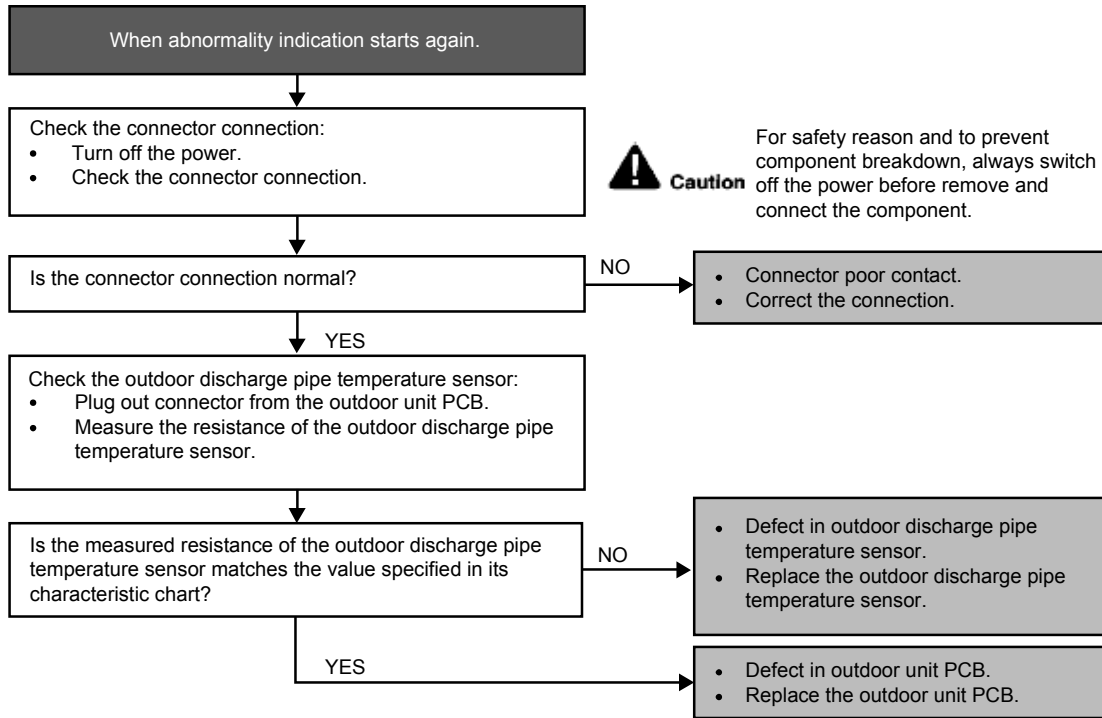 When abnormality indication starts again.
Check the connector connection:
• Turn off the power.
• Check the connector connection.
For safety reason and to prevent
component breakdown, always switch
off the power before remove and
connect the component.
Caution
Is the connector connection normal?
NO
• Connector poor contact.
• Correct the connection.
YES
Check the outdoor discharge pipe temperature sensor:
• Plug out connector from the outdoor unit PCB.
• Measure the resistance of the outdoor discharge pipe
temperature sensor.
Is the measured resistance of the outdoor discharge pipe
temperature sensor matches the value specified in its
characteristic chart?
NO
• Defect in outdoor discharge pipe
temperature sensor.
• Replace the outdoor discharge pipe
temperature sensor.
YES
• Defect in outdoor unit PCB.
• Replace the outdoor unit PCB.